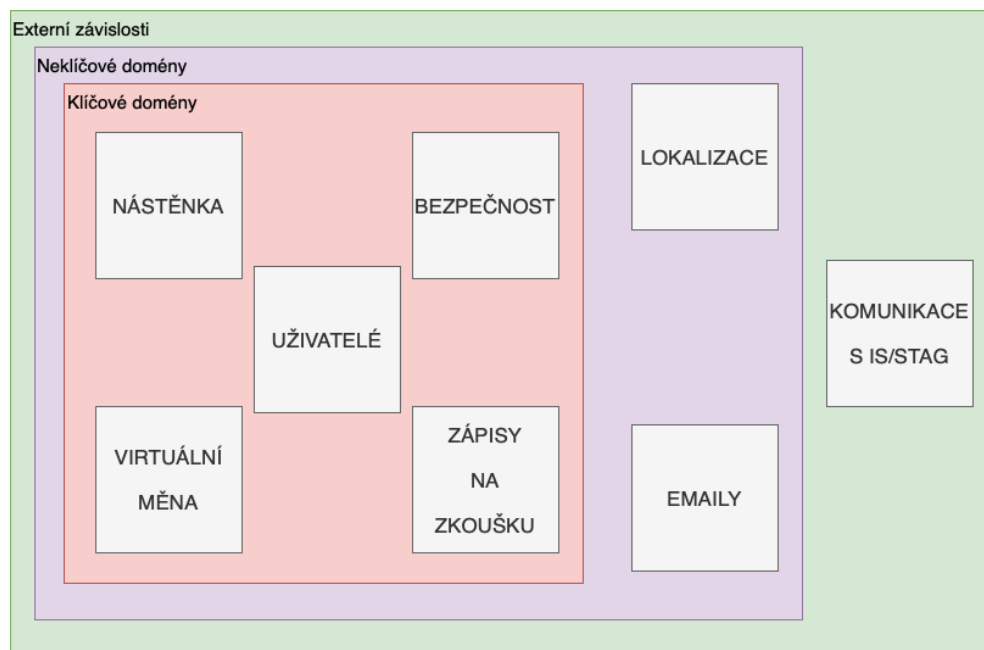 Externí závislosti
Neklíčové domény
Klíčové domény
NÁSTĚNKA
BEZPEČNOST
LOKALIZACE
UŽIVATELÉ
KOMUNIKACE
S IS/STAG
VIRTUÁLNÍ
MĚNA
ZÁPISY
NA
ZKOUŠKU
EMAILY